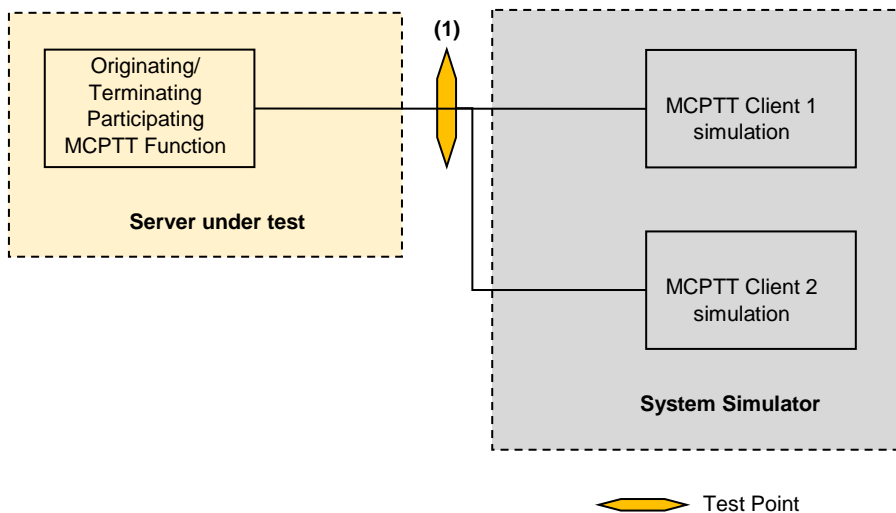 (1)
Originating/
Terminating
Participating
MCPTT Function
Server under test
MCPTT Client 1
simulation
MCPTT Client 2
simulation
System Simulator
Test Point